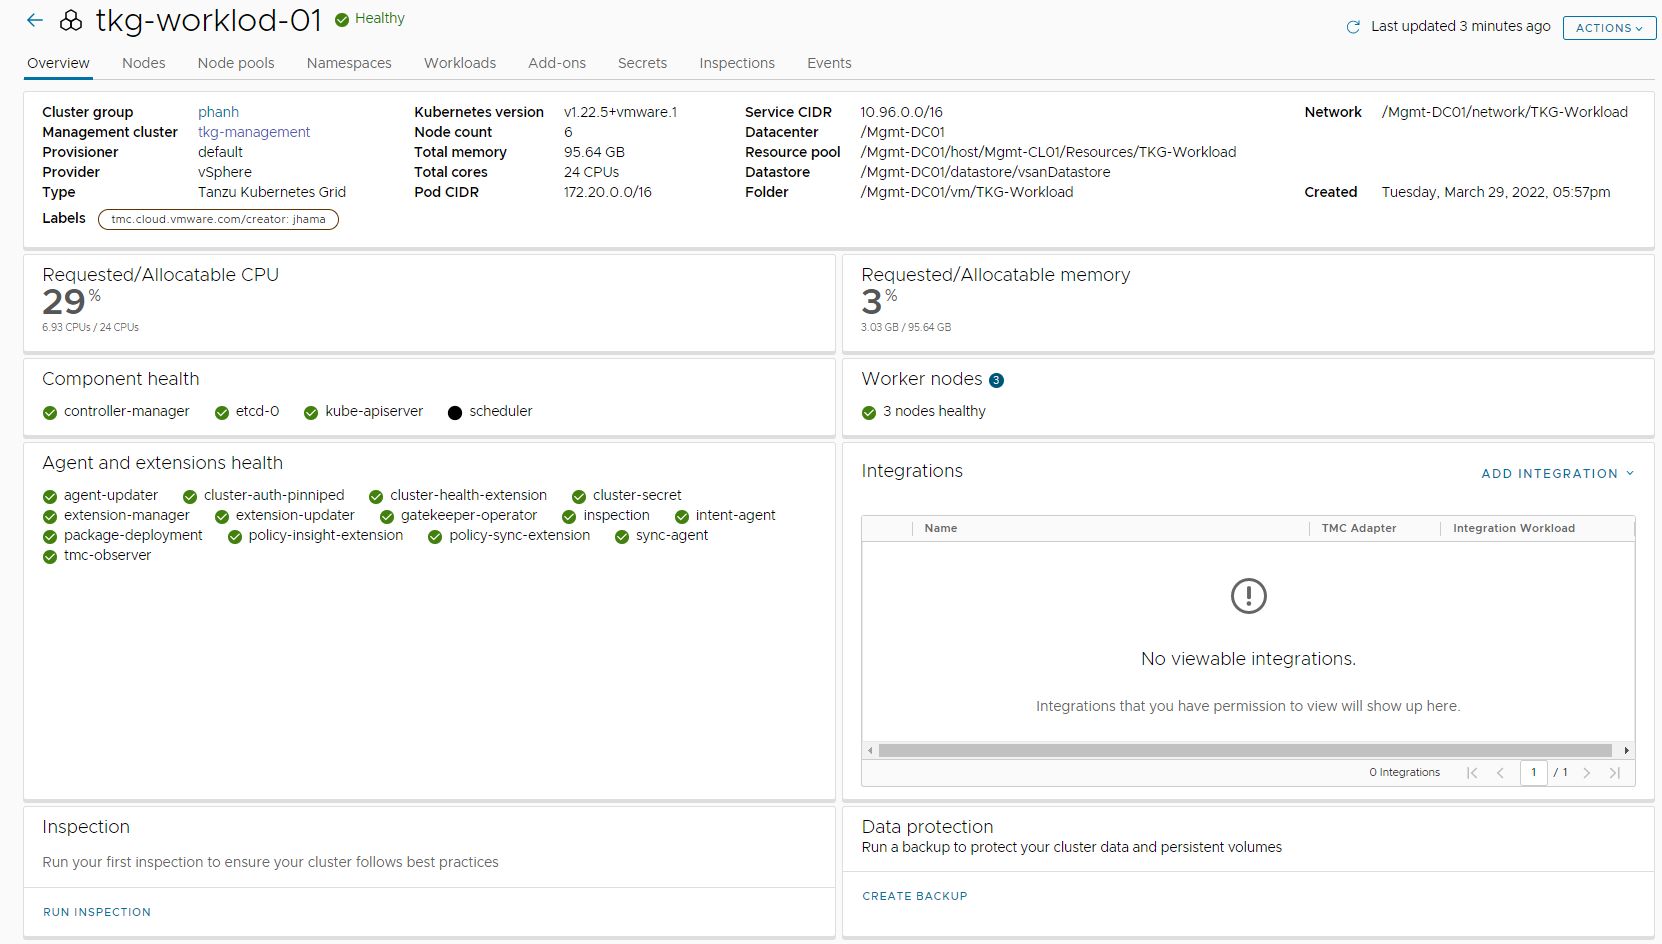 tkg-worklod-01
Healthy
Last updated 3 minutes ago
ACTIONS
Overview Nodes Node pools Namespaces Workloads Add-ons Secrets Inspections Events
Cluster group phanh
Management cluster tkg-management
Provisioner default
Provider vSphere
Type Tanzu Kubernetes Grid
Labels tmc.cloud.vmware.com/creator: jhama
Kubernetes version v1.22.5+vmware.1
Node count 6
Total memory 95.64 GB
Total cores 24 CPUs
Pod CIDR 172.20.0.0/16
Service CIDR 10.96.0.0/16
Datacenter /Mgmt-DC01
Resource pool /Mgmt-DC01/host/Mgmt-CL01/Resources/TKG-Workload
Datastore /Mgmt-DC01/datastore/vsanDatastore
Folder /Mgmt-DC01/vm/TKG-Workload
Network /Mgmt-DC01/network/TKG-Workload
Created Tuesday, March 29, 2022, 05:57pm
Requested/Allocatable CPU
29%
6.93 CPUs / 24 CPUs
Requested/Allocatable memory
3%
3.03 GB / 95.64 GB
Component health
controller-manager etcd-0 kube-apiserver scheduler
Worker nodes 3
3 nodes healthy
Agent and extensions health
agent-updater cluster-auth-pinniped cluster-health-extension cluster-secret
extension-manager extension-updater gatekeeper-operator inspection intent-agent
package-deployment policy-insight-extension policy-sync-extension sync-agent
tmc-observer
Integrations
ADD INTEGRATION
Name TMC Adapter Integration Workload
No viewable integrations.
Integrations that you have permission to view will show up here.
0 Integrations 1 / 1
Inspection
Run your first inspection to ensure your cluster follows best practices
RUN INSPECTION
Data protection
Run a backup to protect your cluster data and persistent volumes
CREATE BACKUP